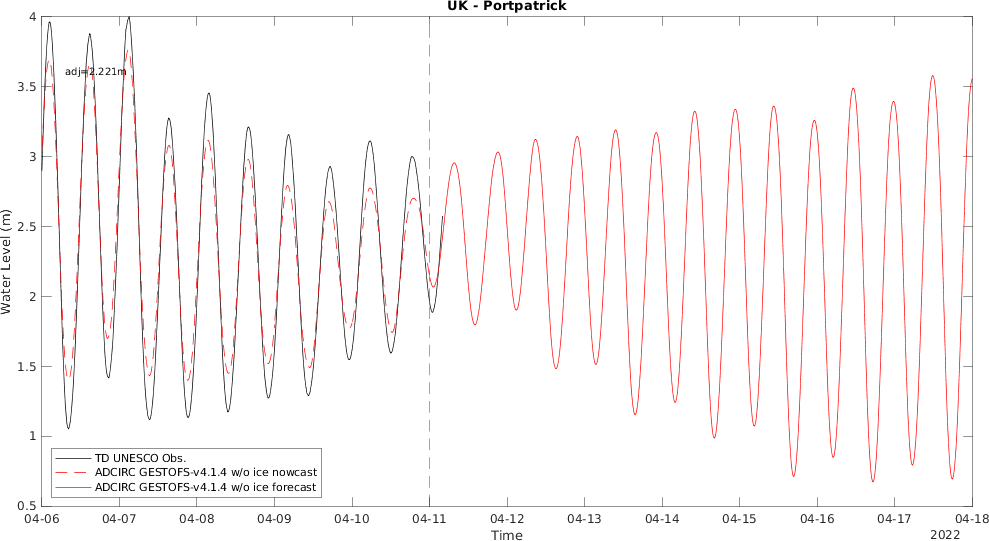 UK - Portpatrick
4
adj=2.221m
3.5
3
2.5
2
1.5
1
0.5
Water Level (m)
TD UNESCO Obs.
ADCIRC GESTOFS-v4.1.4 w/o ice nowcast
ADCIRC GESTOFS-v4.1.4 w/o ice forecast
04-06 04-07 04-08 04-09 04-10 04-11 04-12 04-13 04-14 04-15 04-16 04-17 04-18
Time
2022